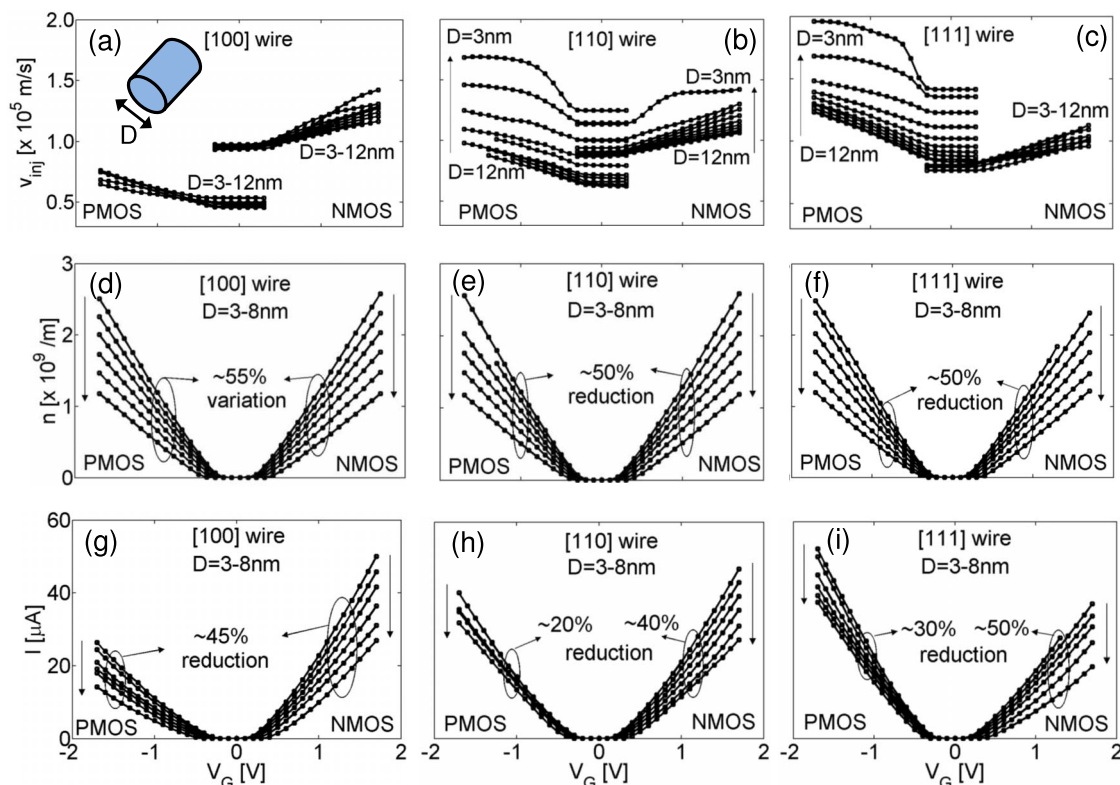 (a)
[100] wire
D
D=3-12nm
D=3-12nm
PMOS
NMOS
2.0
1.5
1.0
0.5
v_inj [x 10^5 m/s]
(b)
[110] wire
D=3nm
D=3nm
D=12nm
D=12nm
PMOS
NMOS
(c)
[111] wire
D=3nm
D=3-12nm
D=12nm
PMOS
NMOS
(d)
[100] wire
D=3-8nm
~55%
variation
PMOS
NMOS
3
2
1
0
n [x 10^9 /m]
(e)
[110] wire
D=3-8nm
~50%
reduction
PMOS
NMOS
(f)
[111] wire
D=3-8nm
~50%
reduction
PMOS
NMOS
(g)
[100] wire
D=3-8nm
~45%
reduction
PMOS
NMOS
60
40
20
0
I [μA]
-2 -1 0 1 2
V_G [V]
(h)
[110] wire
D=3-8nm
~20% ~40%
reduction
PMOS
NMOS
-2 -1 0 1 2
V_G [V]
(i)
[111] wire
D=3-8nm
~30% ~50%
reduction
PMOS
NMOS
-2 -1 0 1 2
V_G [V]